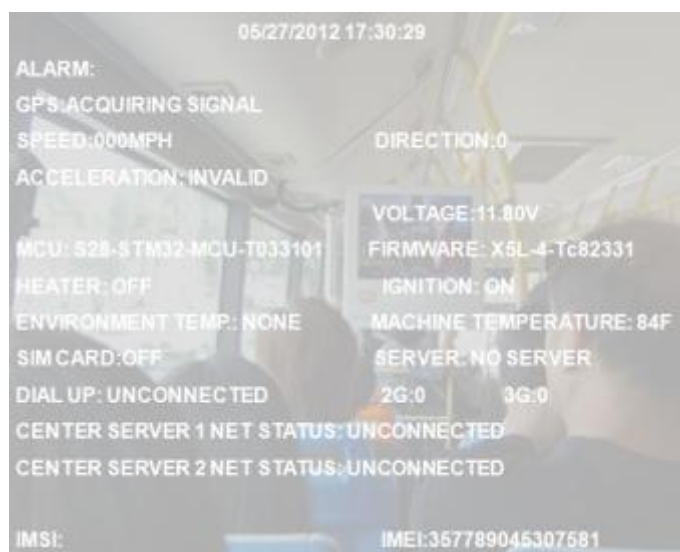 05/27/2012 17:30:29
ALARM:
GPS:ACQUIRING SIGNAL
SPEED:000MPH DIRECTION:0
ACCELERATION: INVALID
VOLTAGE:11.80V
MCU: S28-STM32-MCU-T033101 FIRMWARE: X5L-4-Tc82331
HEATER: OFF IGNITION: ON
ENVIRONMENT TEMP.: NONE MACHINE TEMPERATURE: 84F
SIM CARD:OFF SERVER: NO SERVER
DIAL UP: UNCONNECTED 2G:0 3G:0
CENTER SERVER 1 NET STATUS: UNCONNECTED
CENTER SERVER 2 NET STATUS: UNCONNECTED
IMSI: IMEI:357789045307581